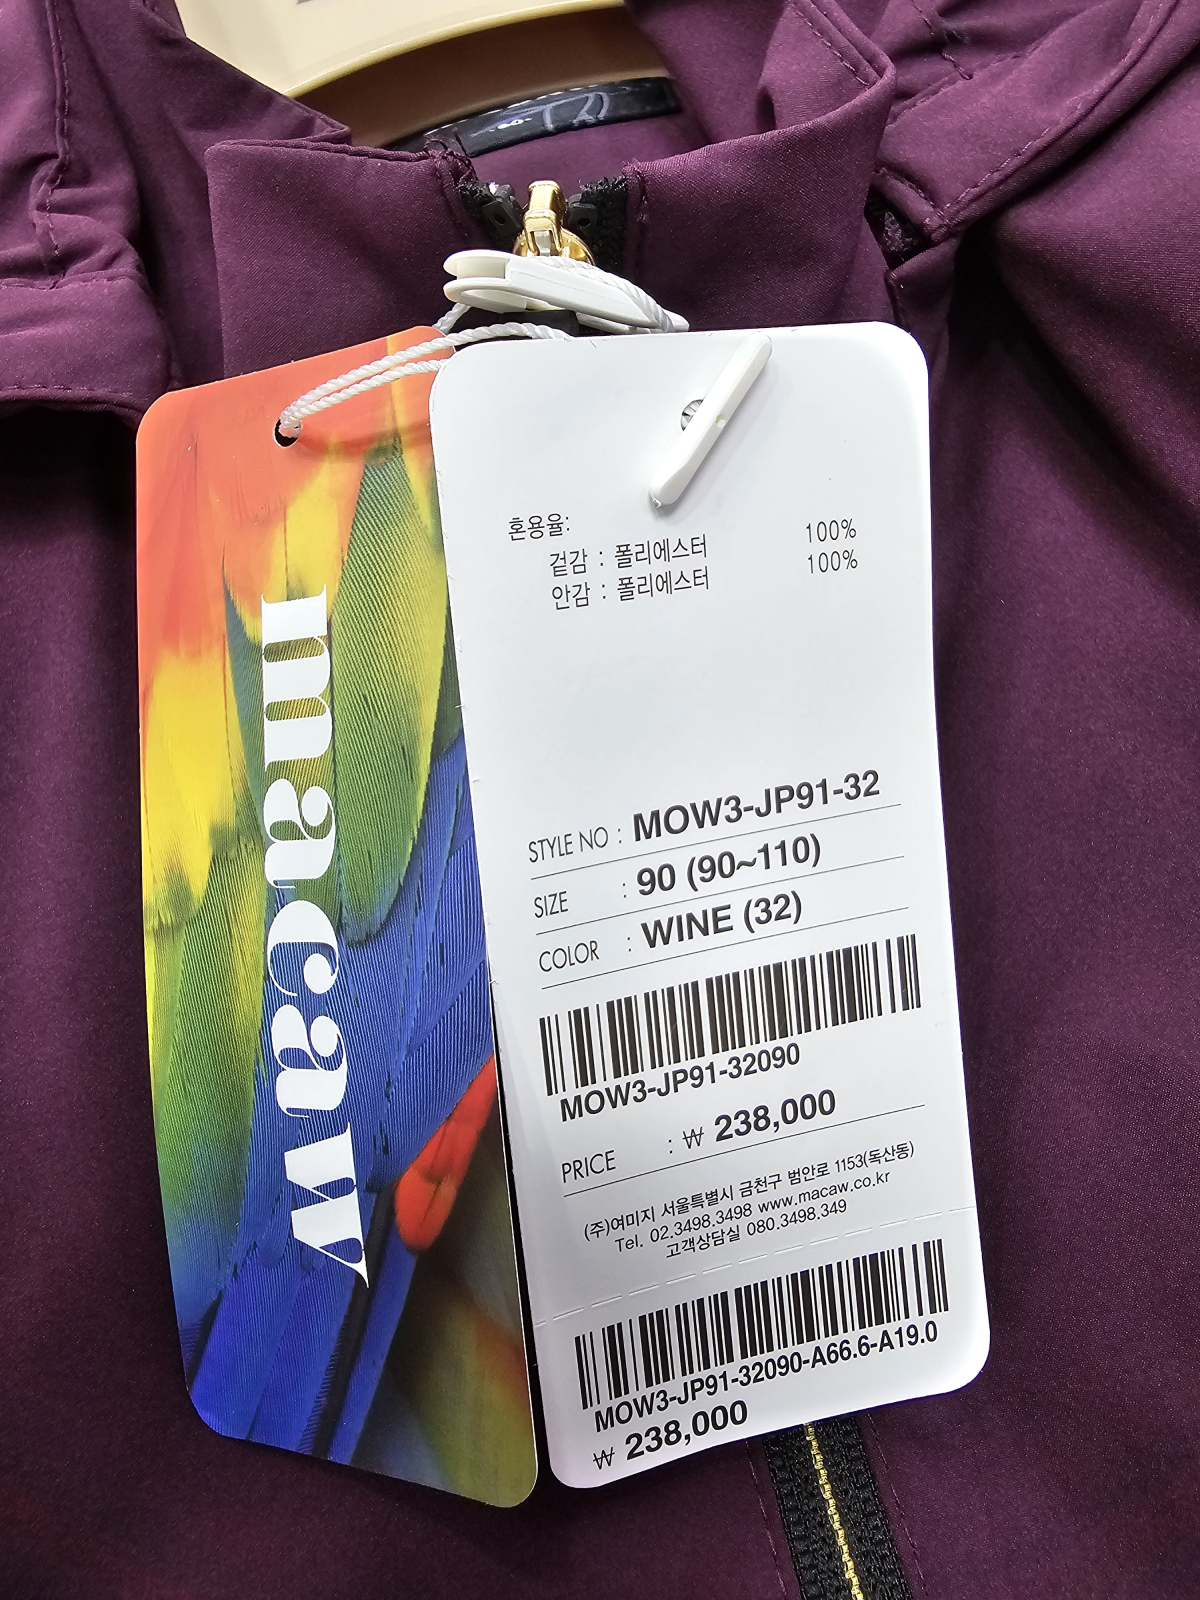 macaw
혼용율:
겉감 : 폴리에스터 100%
안감 : 폴리에스터 100%
STYLE NO : MOW3-JP91-32
SIZE : 90 (90~110)
COLOR : WINE (32)
MOW3-JP91-32090
PRICE : ₩ 238,000
(주)여미지 서울특별시 금천구 범안로 1153(독산동)
Tel. 02.3498.3498 www.macaw.co.kr
고객상담실 080.3498.349
MOW3-JP91-32090-A66.6-A19.0
₩ 238,000